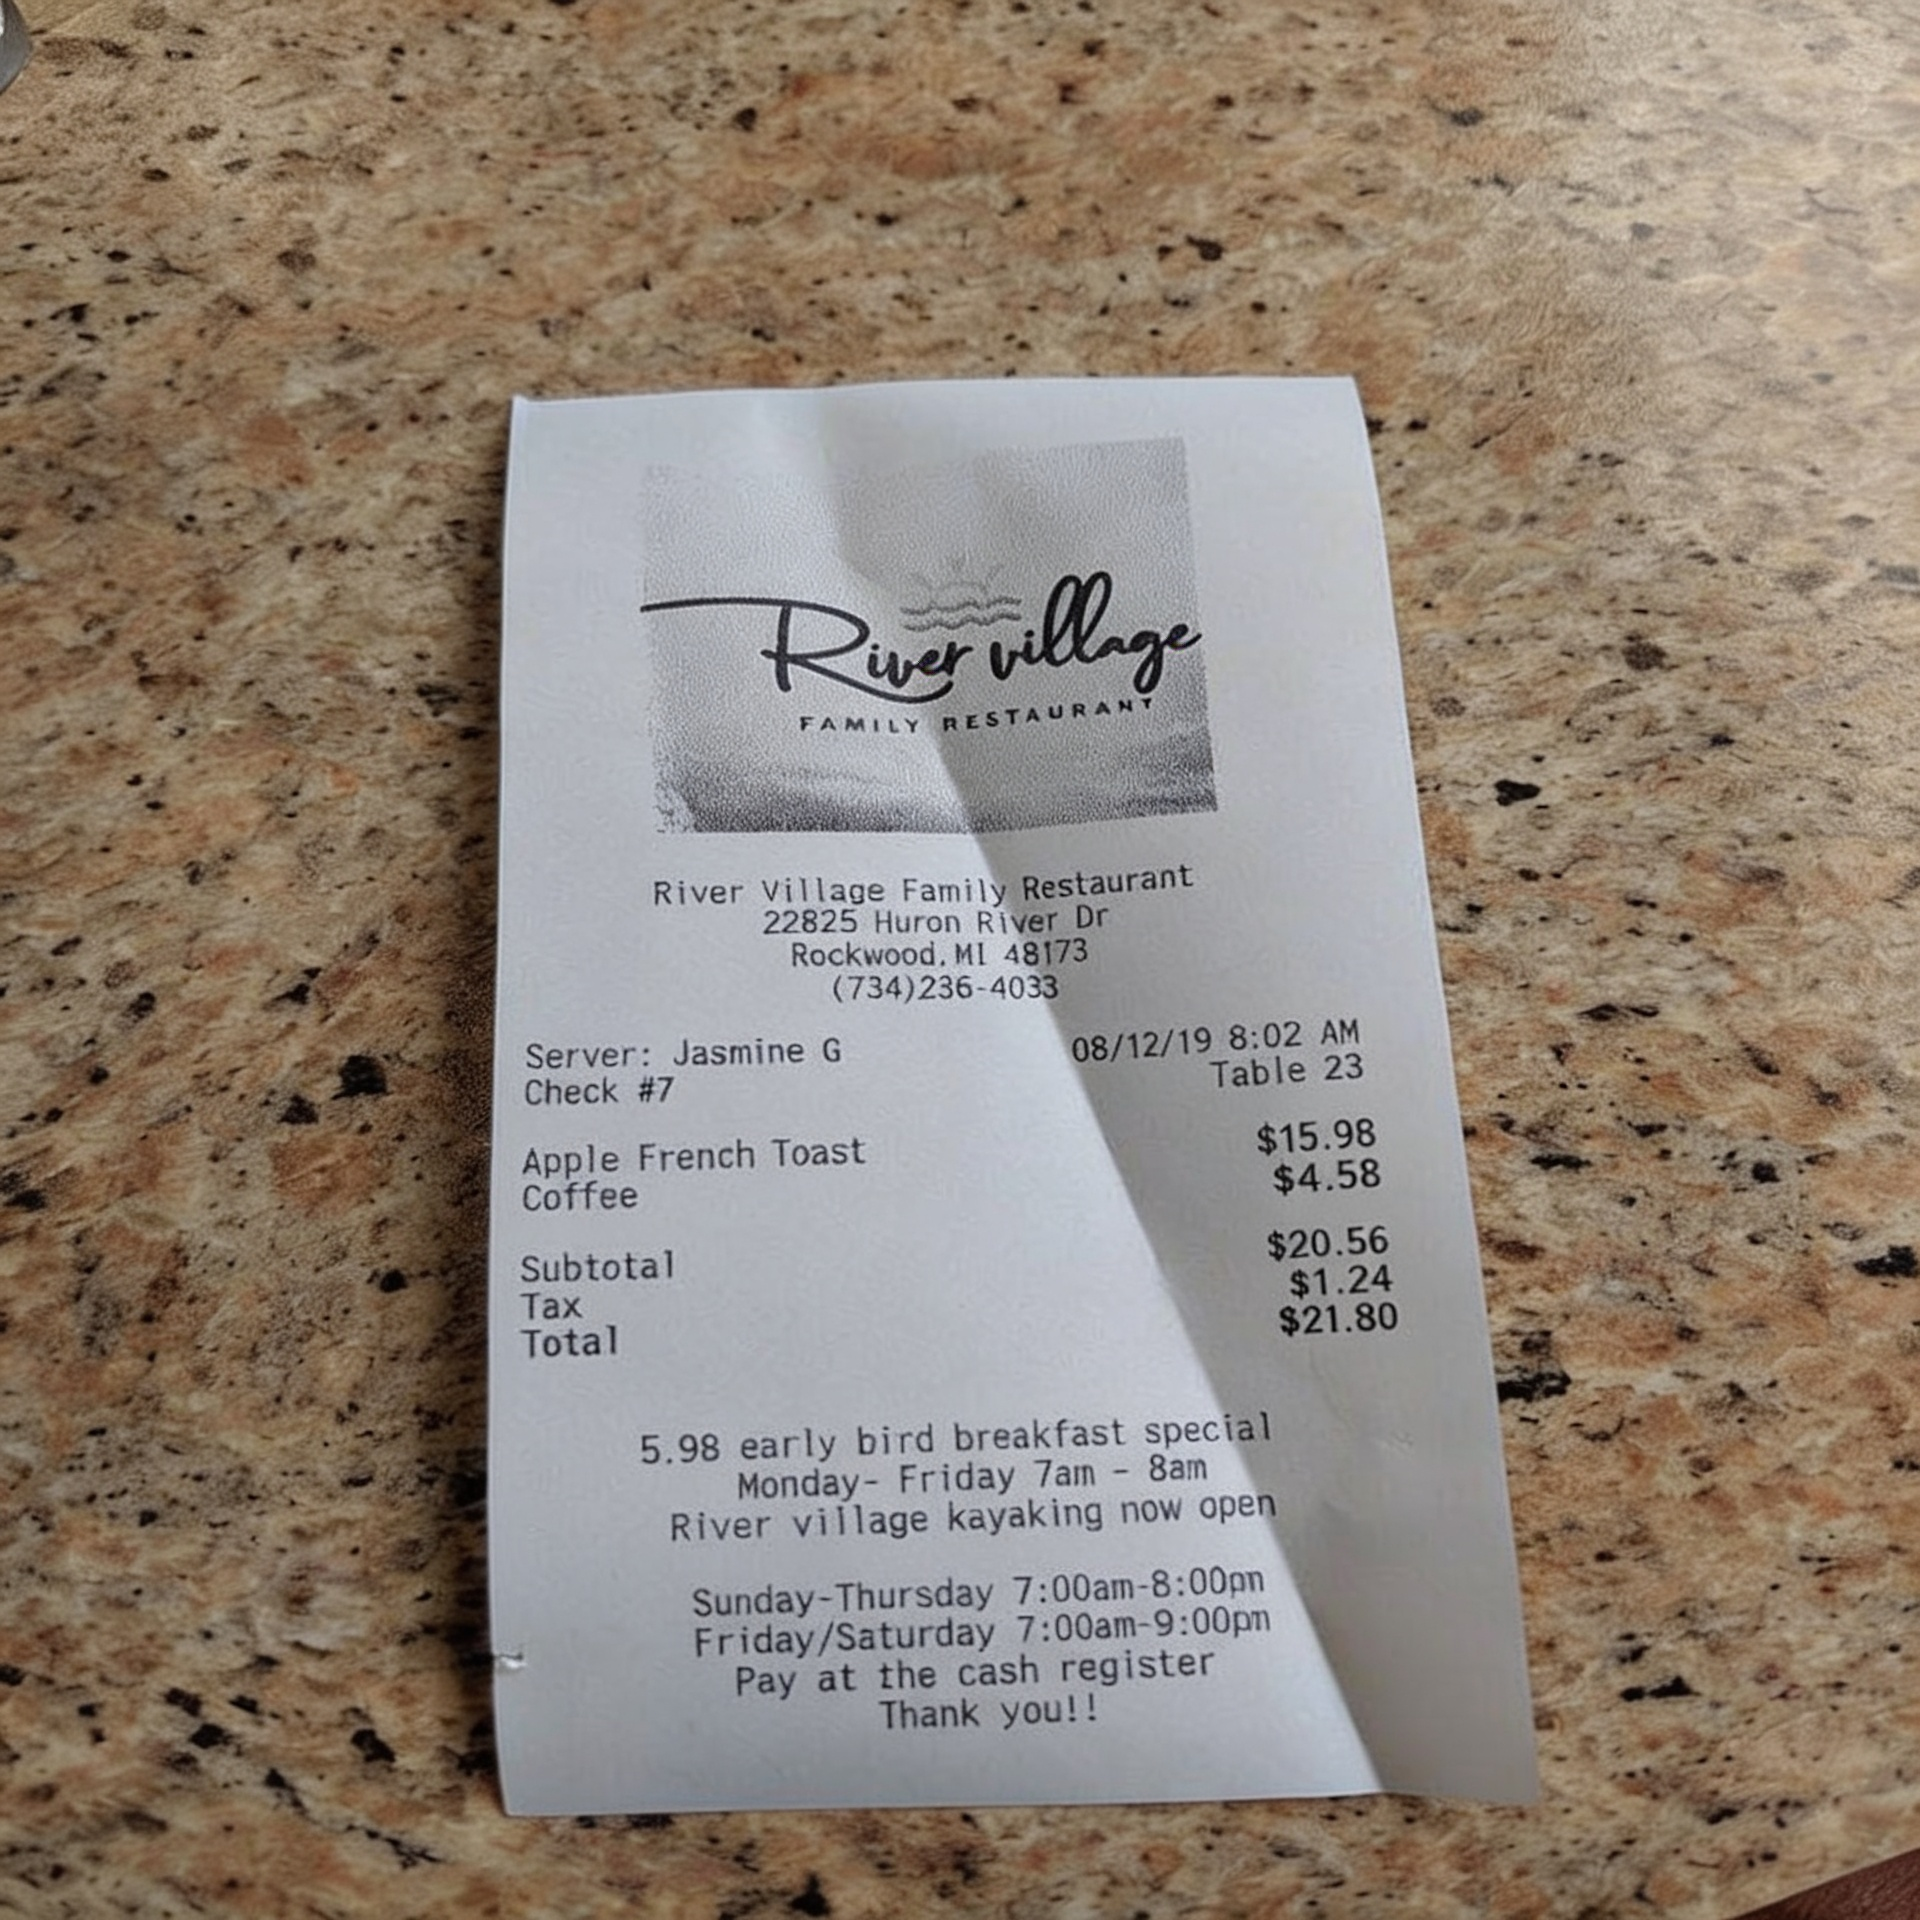 River village
FAMILY RESTAURANT
River Village Family Restaurant
22825 Huron River Dr
Rockwood, MI 48173
(734)236-4033
Server: Jasmine G 08/12/19 8:02 AM
Check #7 Table 23
Apple French Toast $15.98
Coffee $4.58
Subtotal $20.56
Tax $1.24
Total $21.80
5.98 early bird breakfast special
Monday- Friday 7am - 8am
River village kayaking now open
Sunday-Thursday 7:00am-8:00pm
Friday/Saturday 7:00am-9:00pm
Pay at the cash register
Thank you!!